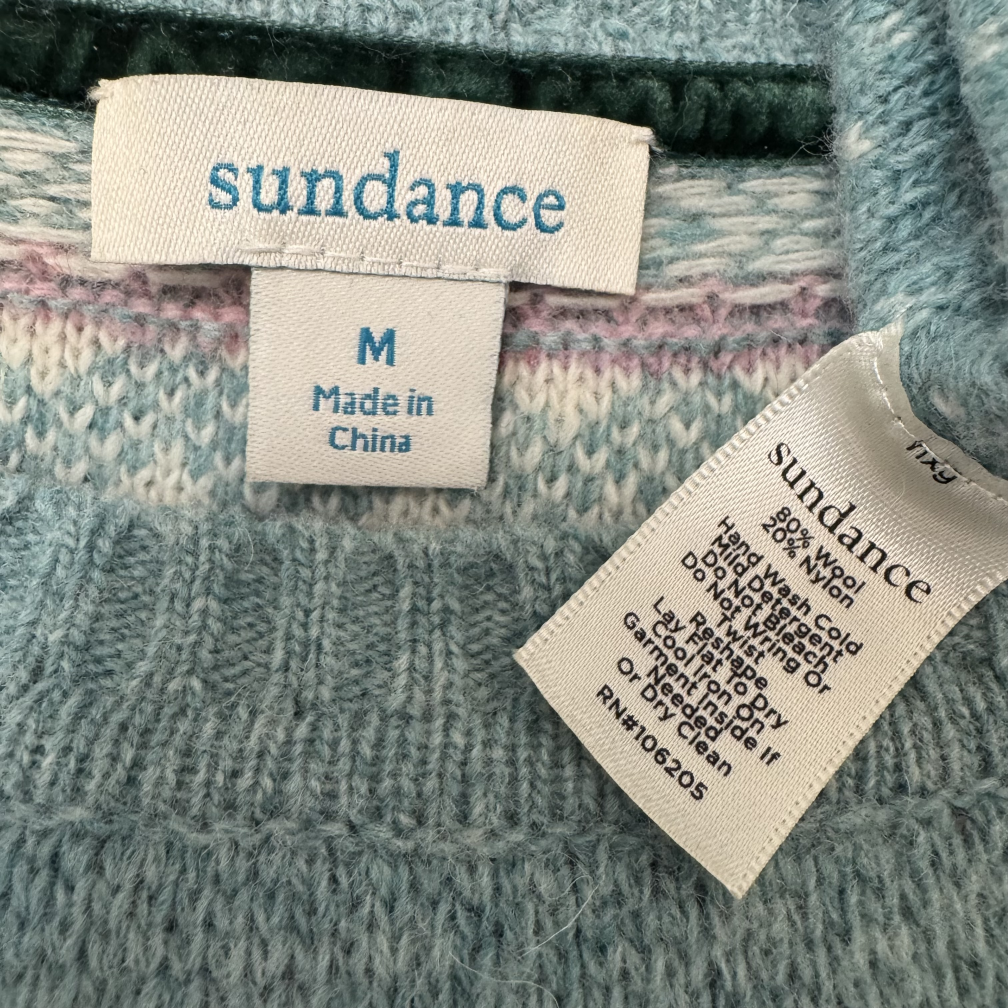 sundance
M
Made in
China
sundance
80% Wool
20% Nylon
Hand Wash Cold
Mild Detergent
Do Not Bleach
Do Not Wring Or
Twist
Reshape
Lay Flat To Dry
Cool Iron On
Garment Inside If
Needed
Or Dry Clean
RN#106205